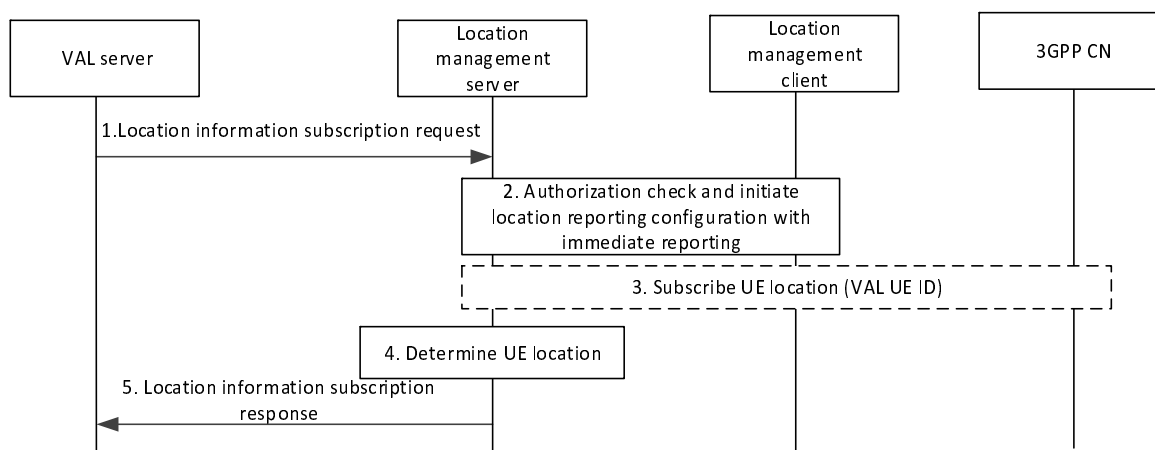 VAL server
Location
management
server
Location
management
client
3GPP CN
1.Location information subscription request
2. Authorization check and initiate
location reporting configuration with
immediate reporting
3. Subscribe UE location (VAL UE ID)
4. Determine UE location
5. Location information subscription
response